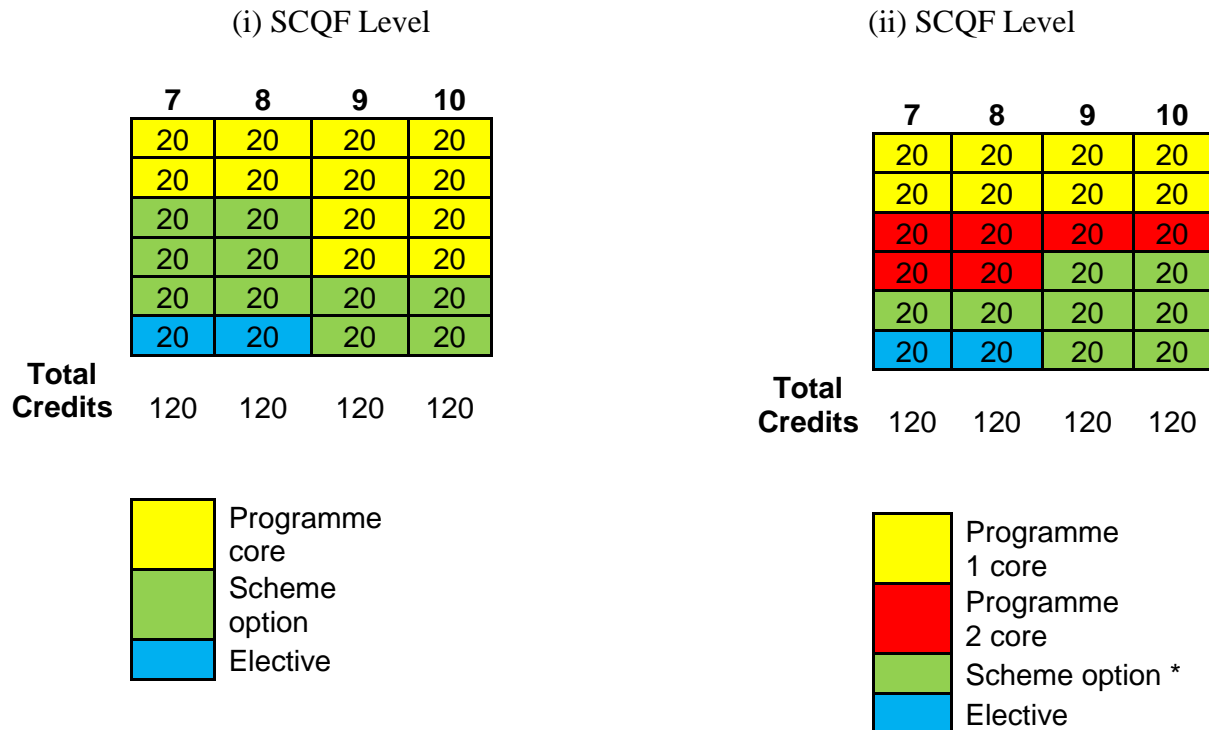 (i) SCQF Level
7 8 9 10
20 20 20 20
20 20 20 20
20 20 20 20
20 20 20 20
20 20 20 20
20 20 20 20
Total
Credits 120 120 120 120
Programme
core
Scheme
option
Elective
(ii) SCQF Level
7 8 9 10
20 20 20 20
20 20 20 20
20 20 20 20
20 20 20 20
20 20 20 20
20 20 20 20
Total
Credits 120 120 120 120
Programme
1 core
Programme
2 core
Scheme option *
Elective